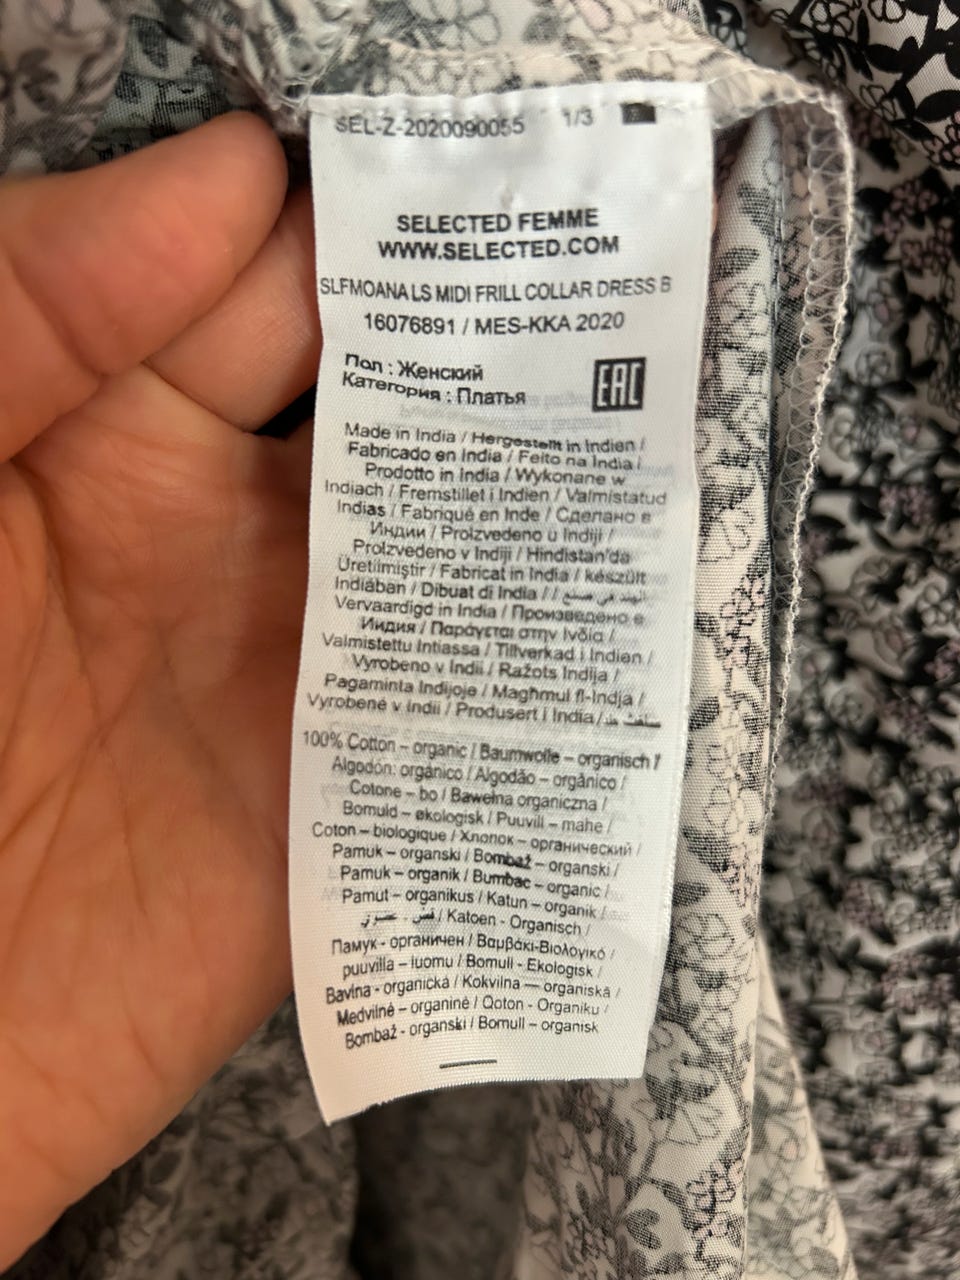 SEL-Z-2020090055 1/3
SELECTED FEMME
WWW.SELECTED.COM
SLFMOANA LS MIDI FRILL COLLAR DRESS B
16076891 / MES-KKA 2020
Пол : Женский
Категория : Платья
EAC
Made in India / Hergestellt in Indien /
Fabricado en India / Feito na India /
Prodotto in India / Wykonane w
Indiach / Fremstillet i Indien / Valmistatud
Indias / Fabriqué en Inde / Сделано в
Индии / Proizvedeno u Indiji /
Proizvedeno v Indiji / Hindistan'da
Üretilmiştir / Fabricat in India / készült
Indiában / Dibuat di India / /
Vervaardigd in India / Произведено в
Индия / Παράγεται στην Ινδία /
Valmistettu Intiassa / Tillverkad i Indien /
Vyrobeno v Indii / Ražots Indija /
Pagaminta Indijoje / Maghmul fl-Indja /
Vyrobené v Indii / Produsert i India /
100% Cotton – organic / Baumwolle – organisch /
Algodón: orgánico / Algodão – orgânico /
Cotone – bo / Bawełna organiczna /
Bomuld – økologisk / Puuvill – mahe /
Coton – biologique / Хлопок – органический /
Pamuk – organski / Bombaž – organski /
Pamuk – organik / Bumbac – organic /
Pamut – organikus / Katun – organik /
قطن - عضوي / Katoen - Organisch /
Памук - органичен / Βαμβάκι-Βιολογικό /
puuvilla – luomu / Bomull - Ekologisk /
Bavlna - organická / Kokvilna — organiskā /
Medvilnė – organinė / Qoton - Organiku /
Bombaž - organski / Bomull – organisk